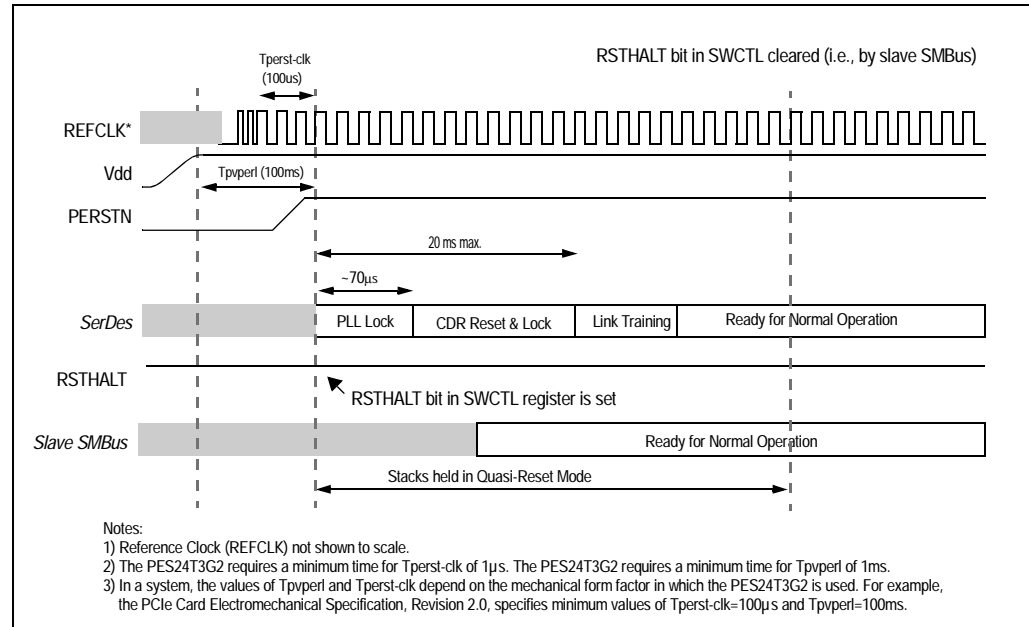 Tperst-clk
(100us)
RSTHALT bit in SWCTL cleared (i.e., by slave SMBus)
REFCLK*
Vdd
Tpvperl (100ms)
PERSTN
20 ms max.
~70µs
SerDes
PLL Lock
CDR Reset & Lock
Link Training
Ready for Normal Operation
RSTHALT
RSTHALT bit in SWCTL register is set
Slave SMBus
Ready for Normal Operation
Stacks held in Quasi-Reset Mode
Notes:
1) Reference Clock (REFCLK) not shown to scale.
2) The PES24T3G2 requires a minimum time for Tperst-clk of 1µs. The PES24T3G2 requires a minimum time for Tpvperl of 1ms.
3) In a system, the values of Tpvperl and Tperst-clk depend on the mechanical form factor in which the PES24T3G2 is used. For example,
the PCIe Card Electromechanical Specification, Revision 2.0, specifies minimum values of Tperst-clk=100µs and Tpvperl=100ms.